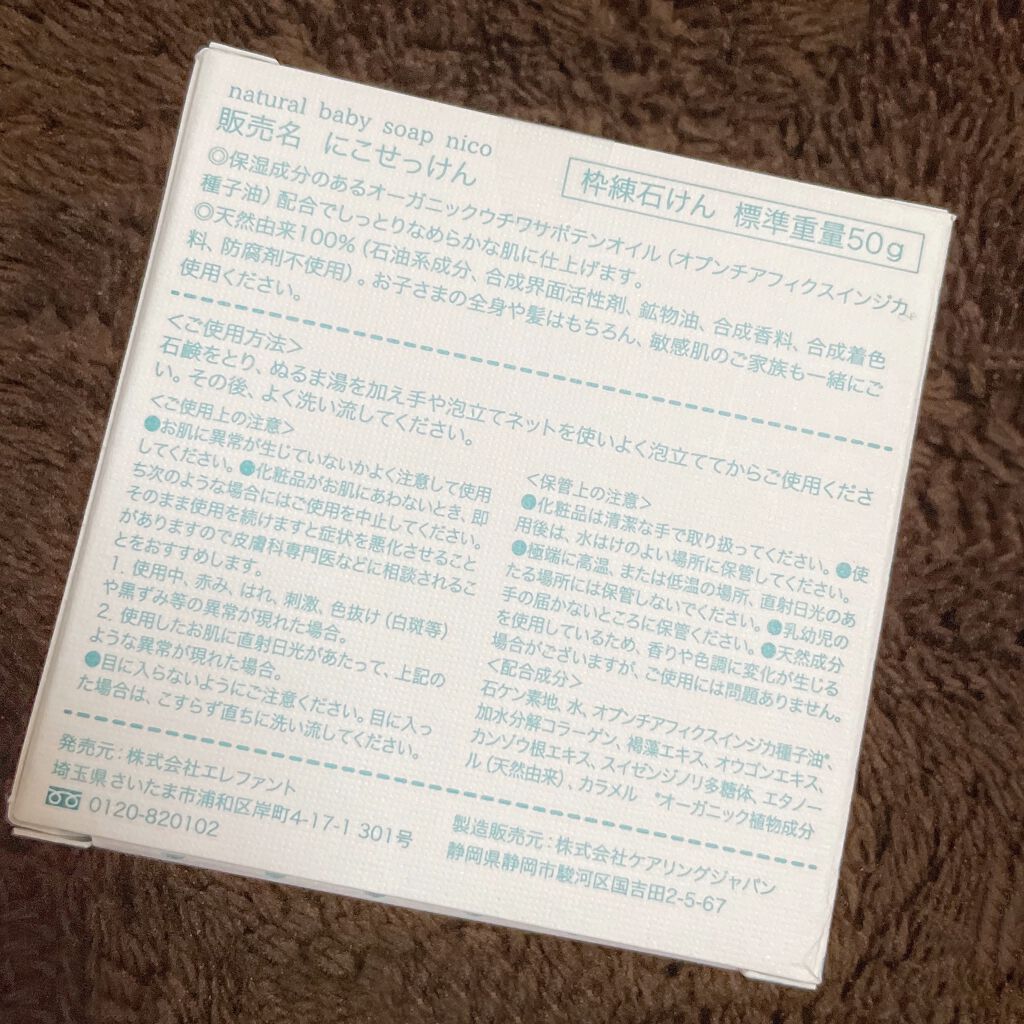 natural baby soap nico
販売名 にこせっけん
枠練石けん 標準重量50g
◎保湿成分のあるオーガニックウチワサボテンオイル(オプンチアフィクスインジカ
種子油)配合でしっとりなめらかな肌に仕上げます。
◎天然由来100%(石油系成分、合成界面活性剤、鉱物油、合成香料、合成着色
料、防腐剤不使用)。お子さまの全身や髪はもちろん、敏感肌のご家族も一緒にご
使用ください。
<ご使用方法>
石鹸をとり、ぬるま湯を加え手や泡立てネットを使いよく泡立ててからご使用くださ
い。その後、よく洗い流してください。
<ご使用上の注意>
●お肌に異常が生じていないかよく注意して使用
してください。●化粧品がお肌にあわないとき、即
ち次のような場合にはご使用を中止してください。
そのまま使用を続けますと症状を悪化させること
がありますので皮膚科専門医などに相談されるこ
とをおすすめします。
1. 使用中、赤み、はれ、刺激、色抜け(白斑等)
や黒ずみ等の異常が現れた場合。
2. 使用したお肌に直射日光があたって、上記の
ような異常が現れた場合。
●目に入らないようにご注意ください。目に入っ
た場合は、こすらず直ちに洗い流してください。
<保管上の注意>
●化粧品は清潔な手で取り扱ってください。●使
用後は、水はけのよい場所に保管してください。
●極端に高温、または低温の場所、直射日光のあ
たる場所には保管しないでください。●乳幼児の
手の届かないところに保管ください。●天然成分
を使用しているため、香りや色調に変化が生じる
場合がございますが、ご使用には問題ありません。
<配合成分>
石ケン素地、水、オプンチアフィクスインジカ種子油*、
加水分解コラーゲン、褐藻エキス、オウゴンエキス、
カンゾウ根エキス、スイゼンジノリ多糖体、エタノー
ル(天然由来)、カラメル *オーガニック植物成分
発売元:株式会社エレファント
埼玉県さいたま市浦和区岸町4-17-1 301号
0120-820102
製造販売元:株式会社ケアリングジャパン
静岡県静岡市駿河区国吉田2-5-67